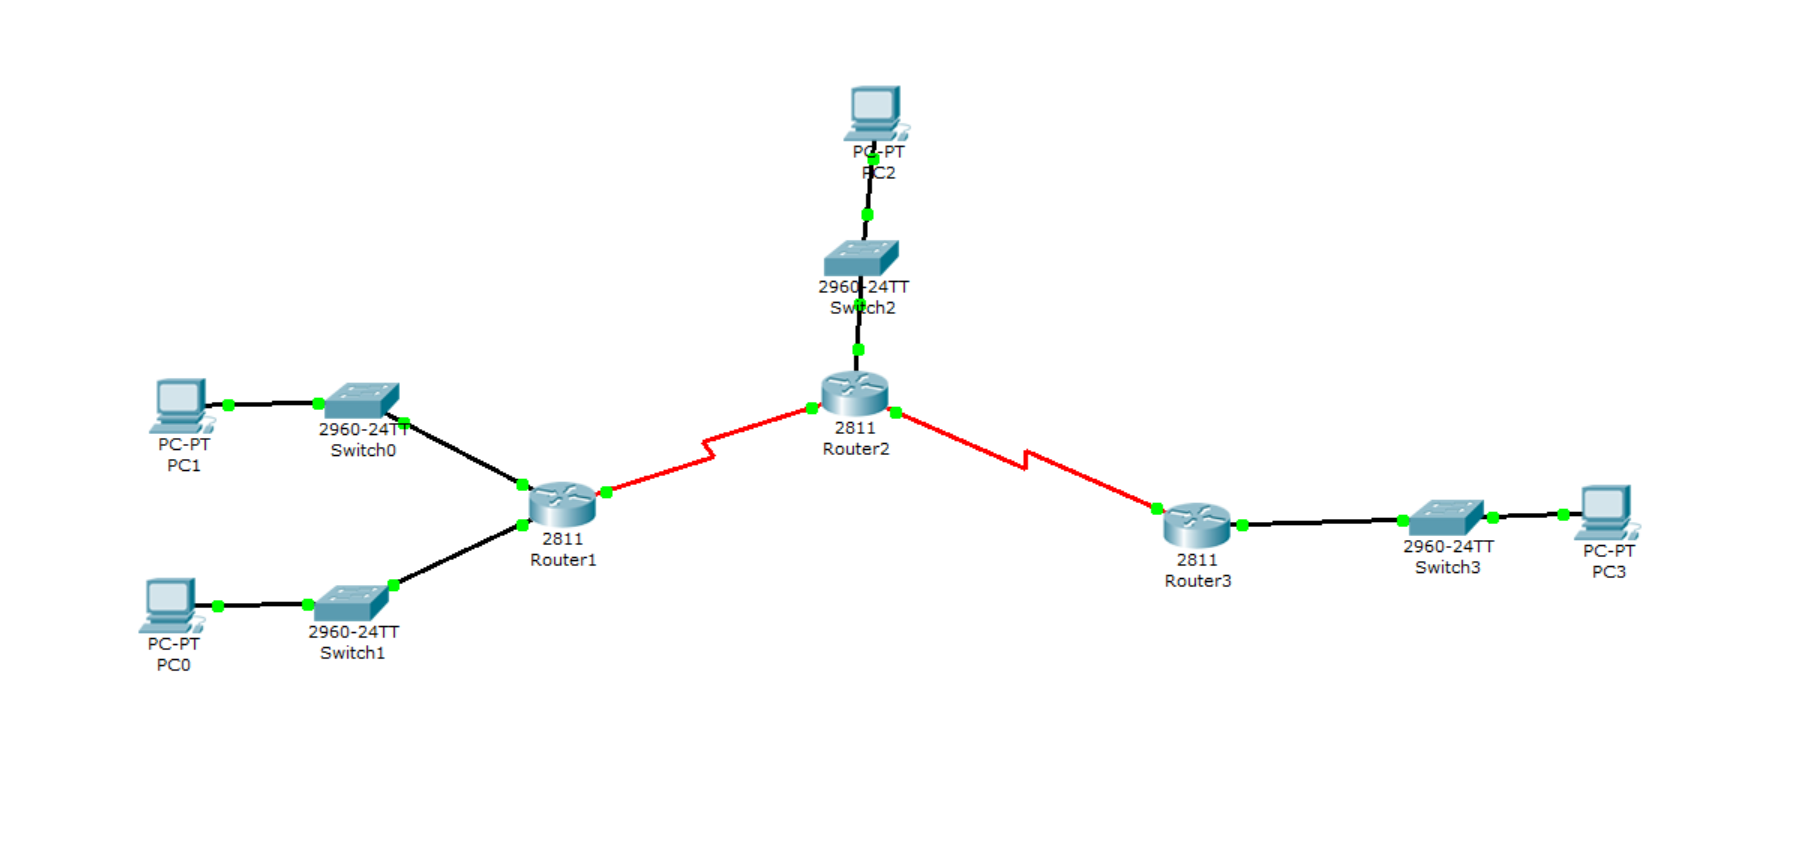 PC-PT
PC2
2960-24TT
Switch2
PC-PT
PC1
2960-24TT
Switch0
2811
Router2
2811
Router1
2811
Router3
2960-24TT
Switch3
PC-PT
PC3
PC-PT
PC0
2960-24TT
Switch1